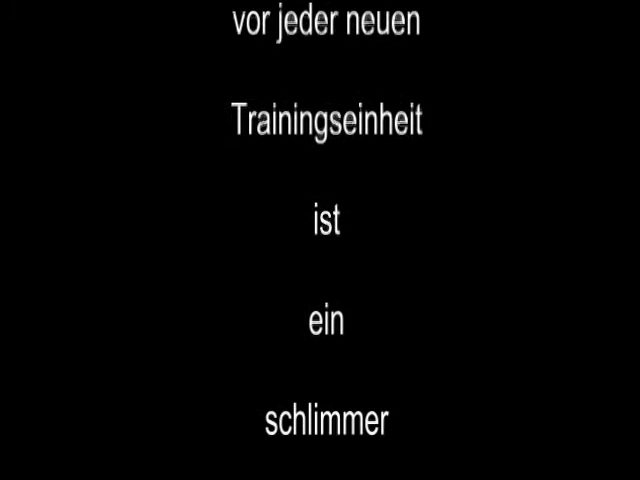 vor jeder neuen
Trainingseinheit
ist
ein
schlimmer